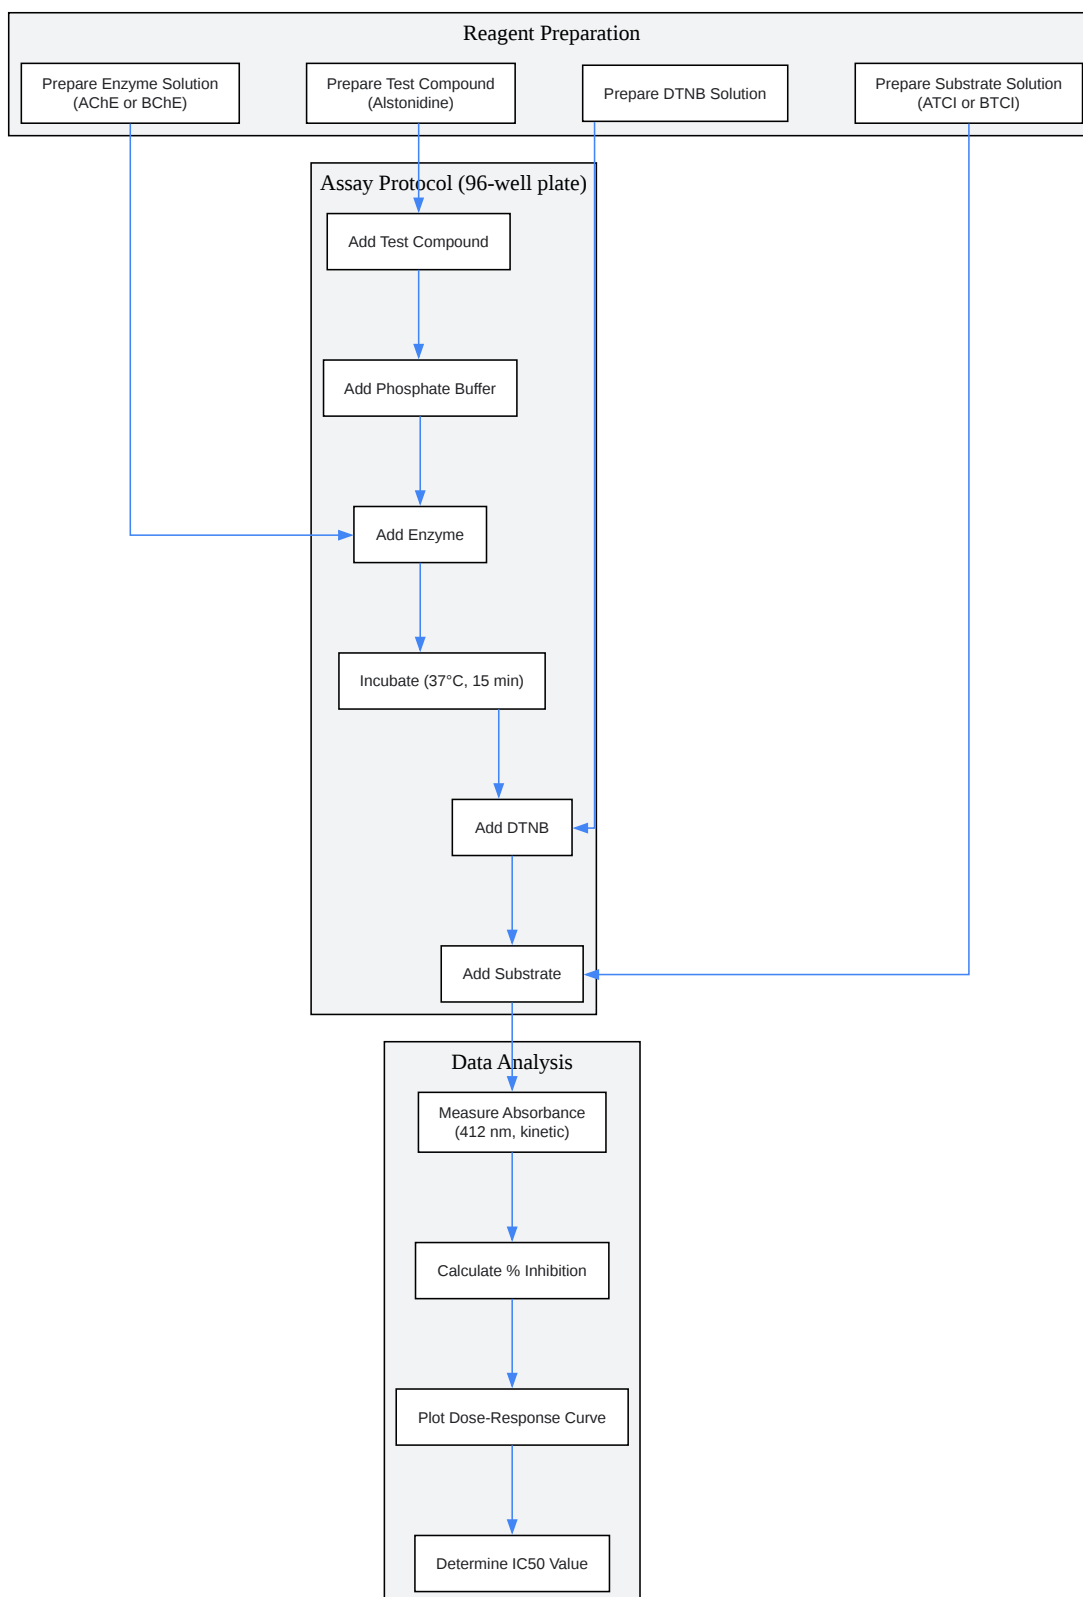 Reagent Preparation
Prepare Enzyme Solution
(AChE or BChE)
Prepare Test Compound
(Alstonidine)
Prepare DTNB Solution
Prepare Substrate Solution
(ATCI or BTCI)
Assay Protocol (96-well plate)
Add Test Compound
Add Phosphate Buffer
Add Enzyme
Incubate (37°C, 15 min)
Add DTNB
Add Substrate
Data Analysis
Measure Absorbance
(412 nm, kinetic)
Calculate % Inhibition
Plot Dose-Response Curve
Determine IC50 Value